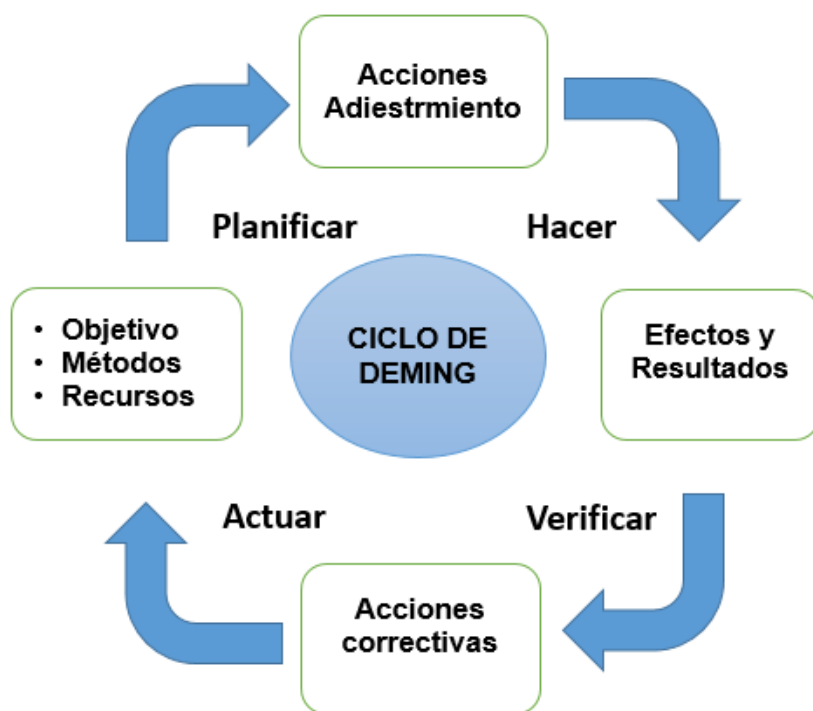 Acciones
Adiestrmiento
Planificar
Hacer
• Objetivo
• Métodos
• Recursos
CICLO DE
DEMING
Efectos y
Resultados
Actuar
Verificar
Acciones
correctivas